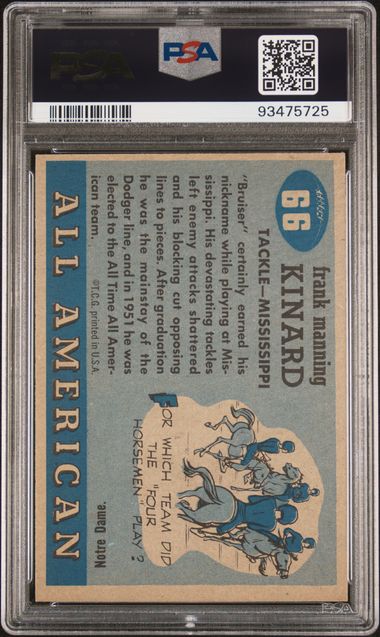 PSA
PSA
93475725
66
frank manning
KINARD
TACKLE—MISSISSIPPI
"Bruiser" certainly earned his
nickname while playing at Mis-
sissippi. His devastating tackles
left enemy attacks shattered
and his blocking cut opposing
lines to pieces. After graduation
he was the mainstay of the
Dodger line, and in 1951 he was
elected to the All Time All Amer-
ican team.
©T.C.G. printed in U.S.A.
FOR WHICH TEAM DID
THE "FOUR
HORSEMEN" PLAY?
Notre Dame.
ALL AMERICAN
PSA